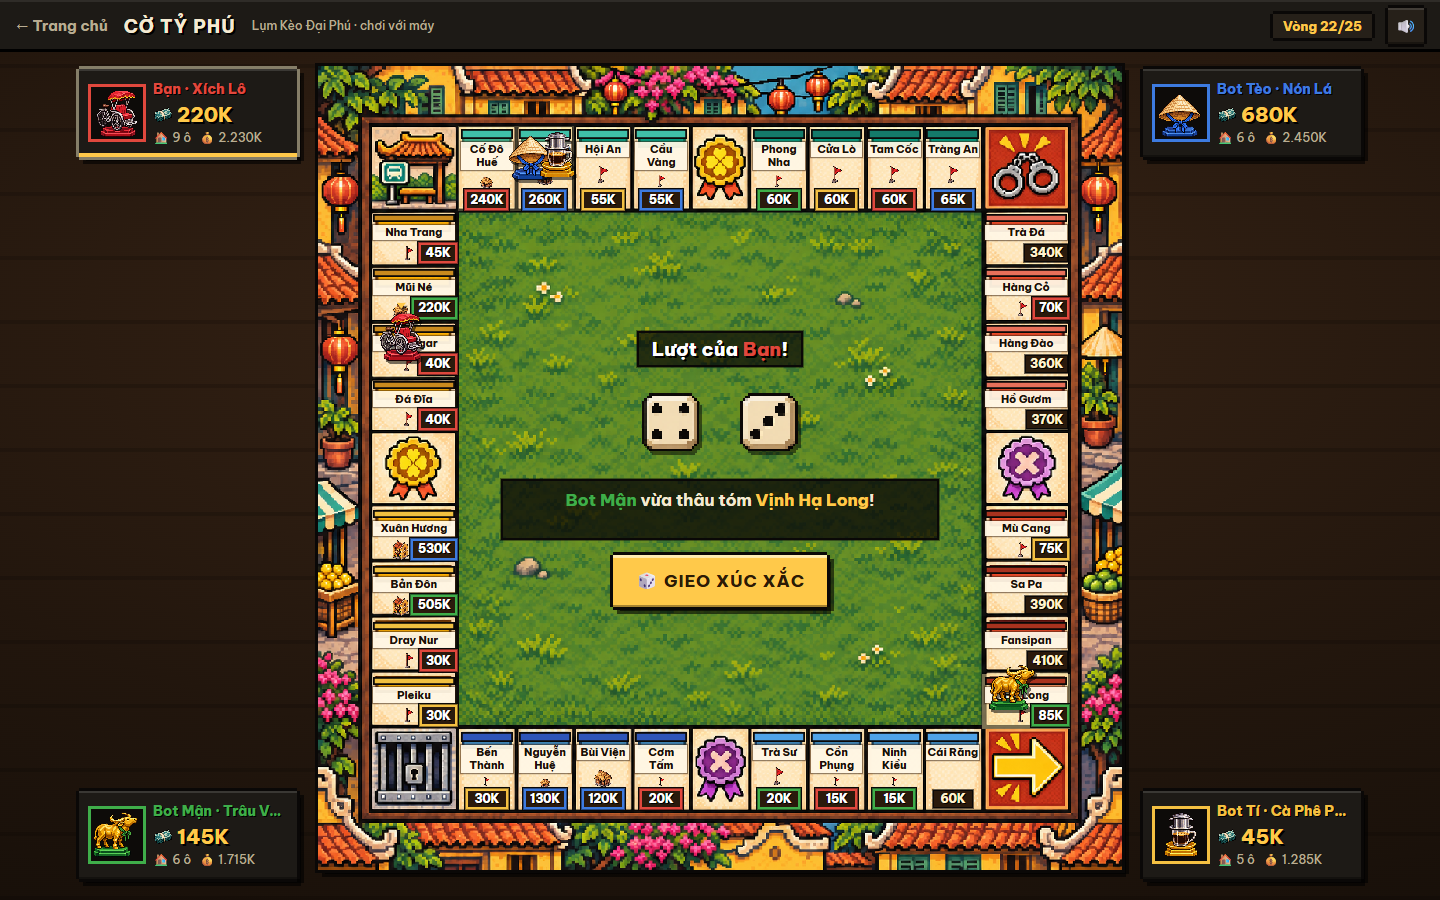 ← Trang chủ CỜ TỶ PHÚ Lụm Kèo Đại Phú · chơi với máy Vòng 22/25
Bạn · Xích Lô
220K
9 ô 2.230K
Bot Tèo · Nón Lá
680K
6 ô 2.450K
Cố Đô Huế
240K
260K
Hội An
55K
Cầu Vàng
55K
Phong Nha
60K
Cửa Lò
60K
Tam Cốc
60K
Tràng An
65K
Nha Trang
45K
Mũi Né
220K
gar
40K
Đá Đĩa
40K
Xuân Hương
530K
Bản Đôn
505K
Dray Nur
30K
Pleiku
30K
Trà Đá
340K
Hàng Cỏ
70K
Hàng Đào
360K
Hồ Gươm
370K
Mù Cang
75K
Sa Pa
390K
Fansipan
410K
ong
85K
Lượt của Bạn!
Bot Mận vừa thâu tóm Vịnh Hạ Long!
GIEO XÚC XẮC
Bến Thành
30K
Nguyễn Huệ
130K
Bùi Viện
120K
Cơm Tấm
20K
Trà Sư
20K
Cồn Phụng
15K
Ninh Kiều
15K
Cái Răng
60K
Bot Mận · Trâu V...
145K
6 ô 1.715K
Bot Tí · Cà Phê P...
45K
5 ô 1.285K